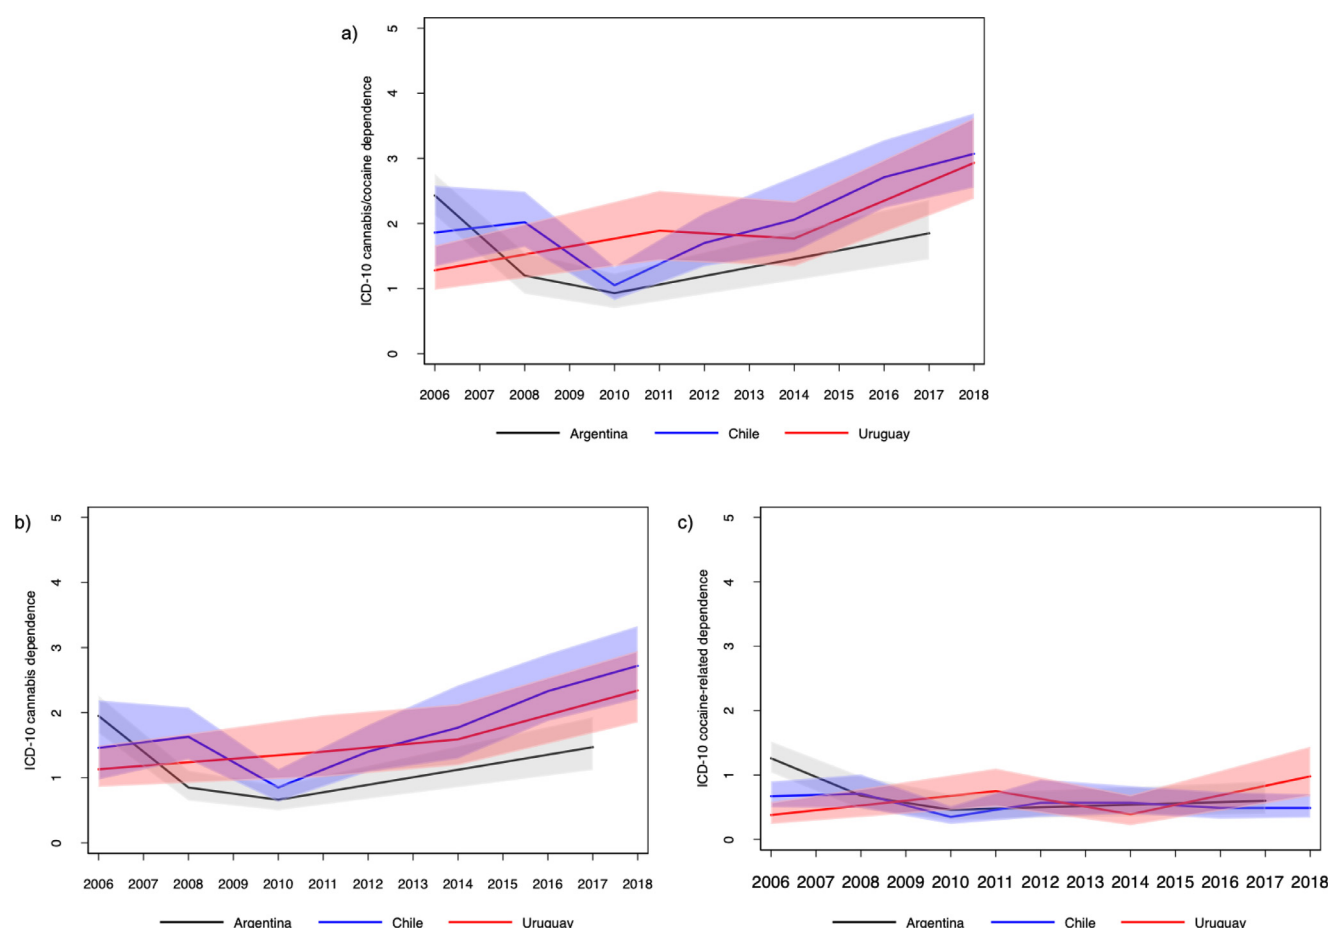 a)
ICD-10 cannabis/cocaine dependence
5
4
3
2
1
0
2006 2007 2008 2009 2010 2011 2012 2013 2014 2015 2016 2017 2018
Argentina Chile Uruguay
b)
ICD-10 cannabis dependence
5
4
3
2
1
0
2006 2007 2008 2009 2010 2011 2012 2013 2014 2015 2016 2017 2018
Argentina Chile Uruguay
c)
ICD-10 cocaine-related dependence
5
4
3
2
1
0
2006 2007 2008 2009 2010 2011 2012 2013 2014 2015 2016 2017 2018
Argentina Chile Uruguay